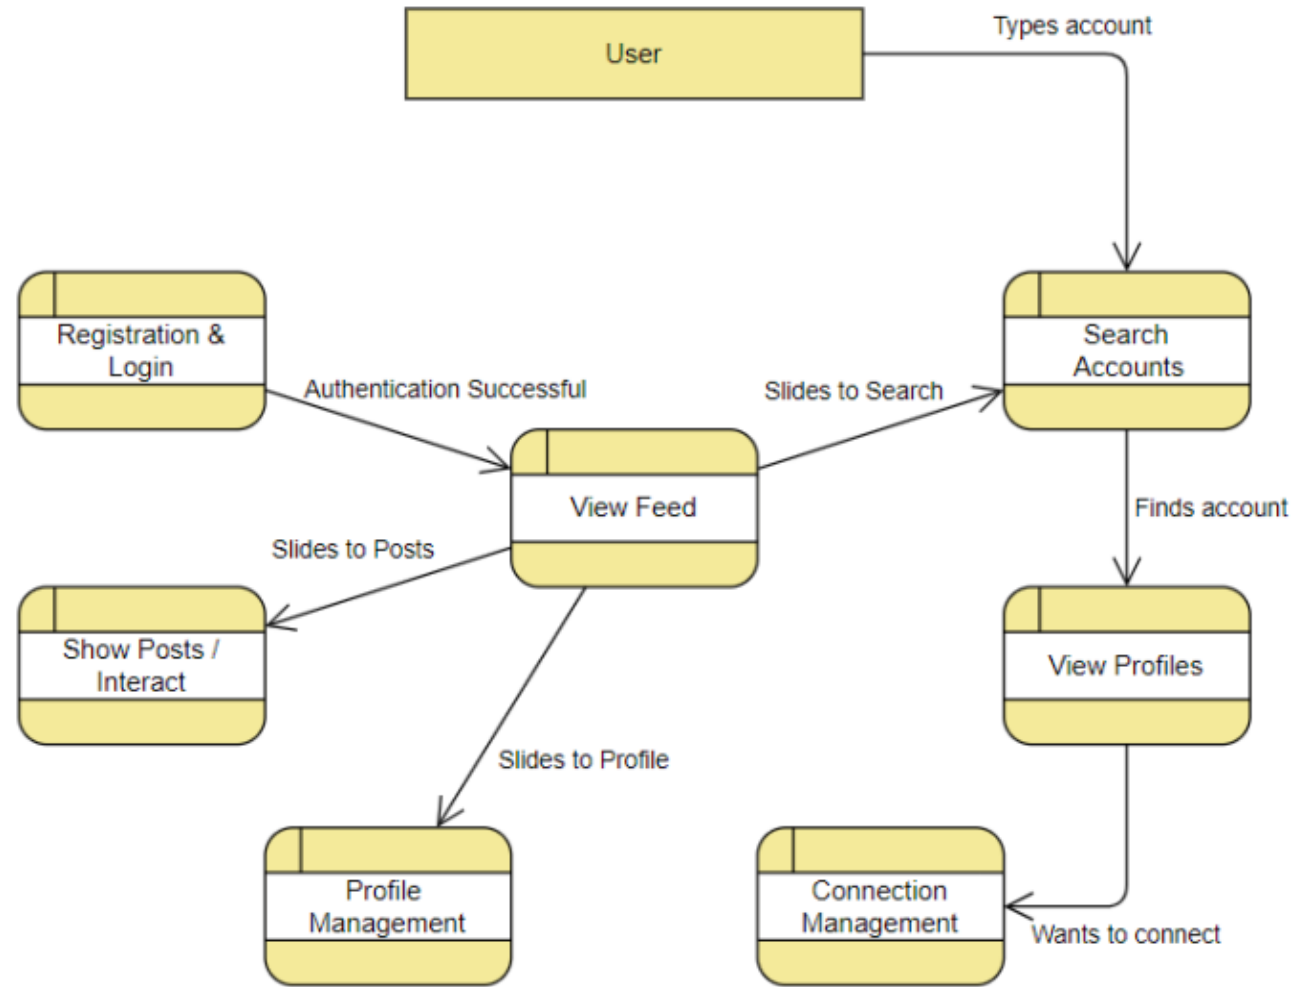 Types account
User
Registration &
Login
Search
Accounts
Authentication Successful
Slides to Search
View Feed
Finds account
Slides to Posts
Show Posts /
Interact
View Profiles
Slides to Profile
Profile
Management
Connection
Management
Wants to connect